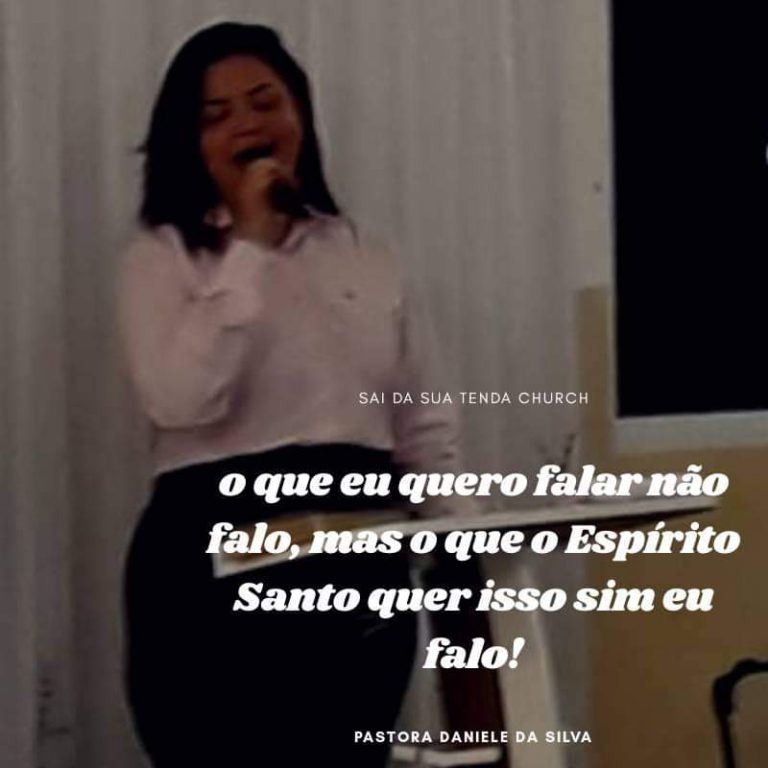 SAI DA SUA TENDA CHURCH
o que eu quero falar não
falo, mas o que o Espírito
Santo quer isso sim eu
falo!
PASTORA DANIELE DA SILVA